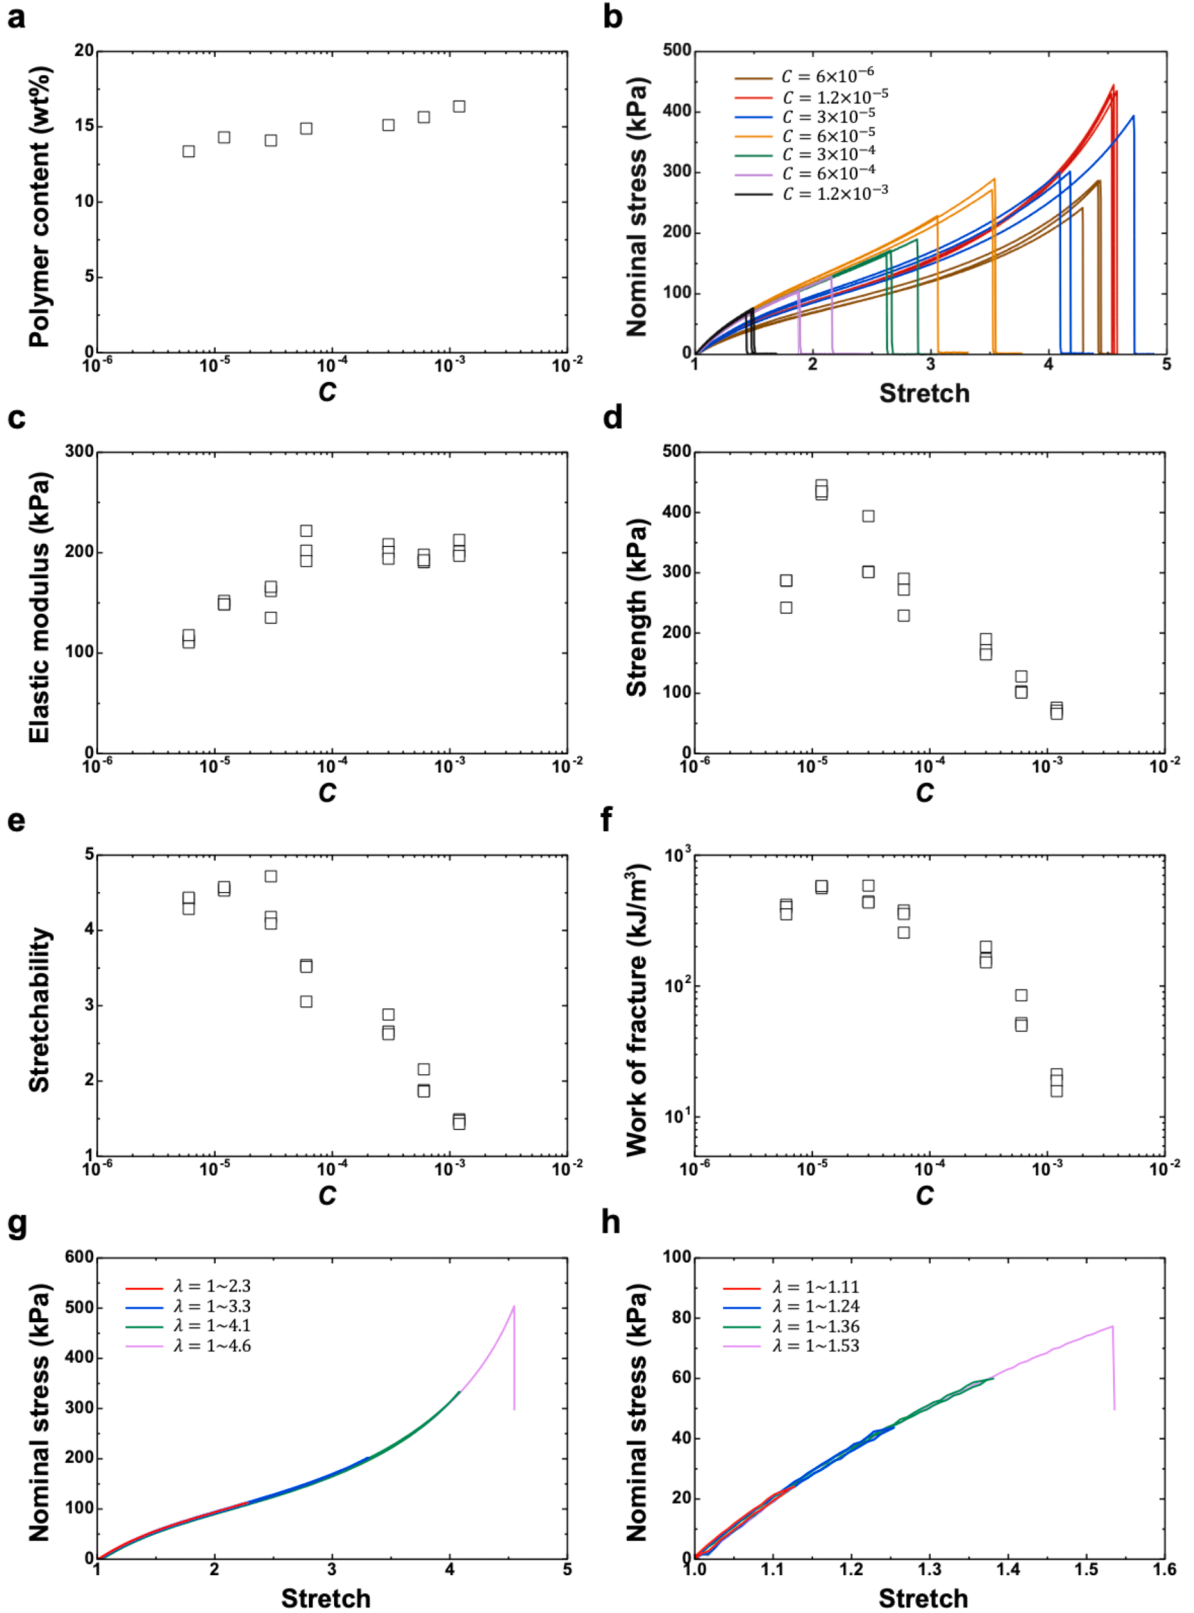 a
20
15
10
5
0
Polymer content (wt%)
10⁻⁶ 10⁻⁵ 10⁻⁴ 10⁻³ 10⁻²
C
b
500
400
300
200
100
0
Nominal stress (kPa)
C = 6×10⁻⁶
C = 1.2×10⁻⁵
C = 3×10⁻⁵
C = 6×10⁻⁵
C = 3×10⁻⁴
C = 6×10⁻⁴
C = 1.2×10⁻³
1 2 3 4 5
Stretch
c
300
200
100
0
Elastic modulus (kPa)
10⁻⁶ 10⁻⁵ 10⁻⁴ 10⁻³ 10⁻²
C
d
500
400
300
200
100
0
Strength (kPa)
10⁻⁶ 10⁻⁵ 10⁻⁴ 10⁻³ 10⁻²
C
e
5
4
3
2
1
Stretchability
10⁻⁶ 10⁻⁵ 10⁻⁴ 10⁻³ 10⁻²
C
f
10³
10²
10¹
Work of fracture (kJ/m³)
10⁻⁶ 10⁻⁵ 10⁻⁴ 10⁻³ 10⁻²
C
g
600
500
400
300
200
100
0
Nominal stress (kPa)
λ = 1~2.3
λ = 1~3.3
λ = 1~4.1
λ = 1~4.6
1 2 3 4 5
Stretch
h
100
80
60
40
20
0
Nominal stress (kPa)
λ = 1~1.11
λ = 1~1.24
λ = 1~1.36
λ = 1~1.53
1.0 1.1 1.2 1.3 1.4 1.5 1.6
Stretch